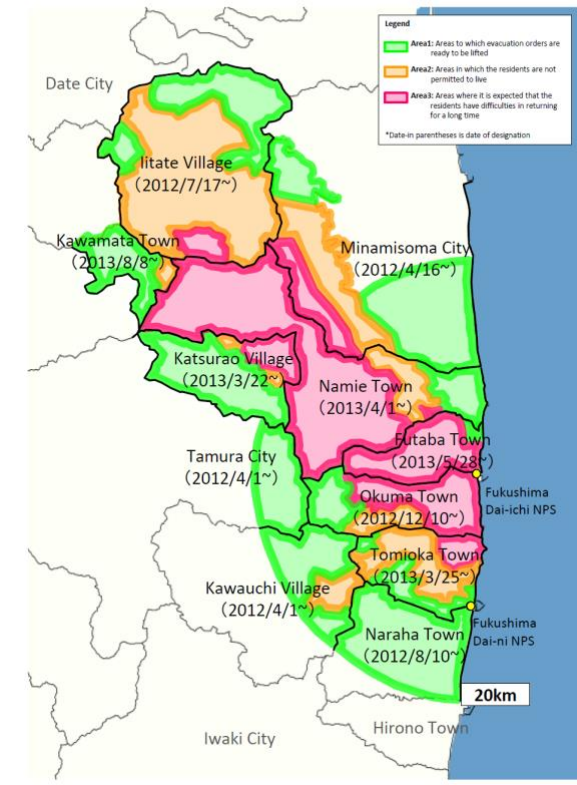 Legend
Area1: Areas to which evacuation orders are
ready to be lifted
Area2: Areas in which the residents are not
permitted to live
Area3: Areas where it is expected that the
residents have difficulties in returning
for a long time
*Date-in parentheses is date of designation
Date City
Iitate Village
(2012/7/17~)
Kawamata Town
(2013/8/8~)
Minamisoma City
(2012/4/16~)
Katsurao Village
(2013/3/22~)
Namie Town
(2013/4/1~)
Futaba Town
(2013/5/28~)
Tamura City
(2012/4/1~)
Okuma Town
(2012/12/10~)
Fukushima
Dai-ichi NPS
Tomioka Town
(2013/3/25~)
Kawauchi Village
(2012/4/1~)
Fukushima
Dai-ni NPS
Naraha Town
(2012/8/10~)
20km
Hirono Town
Iwaki City